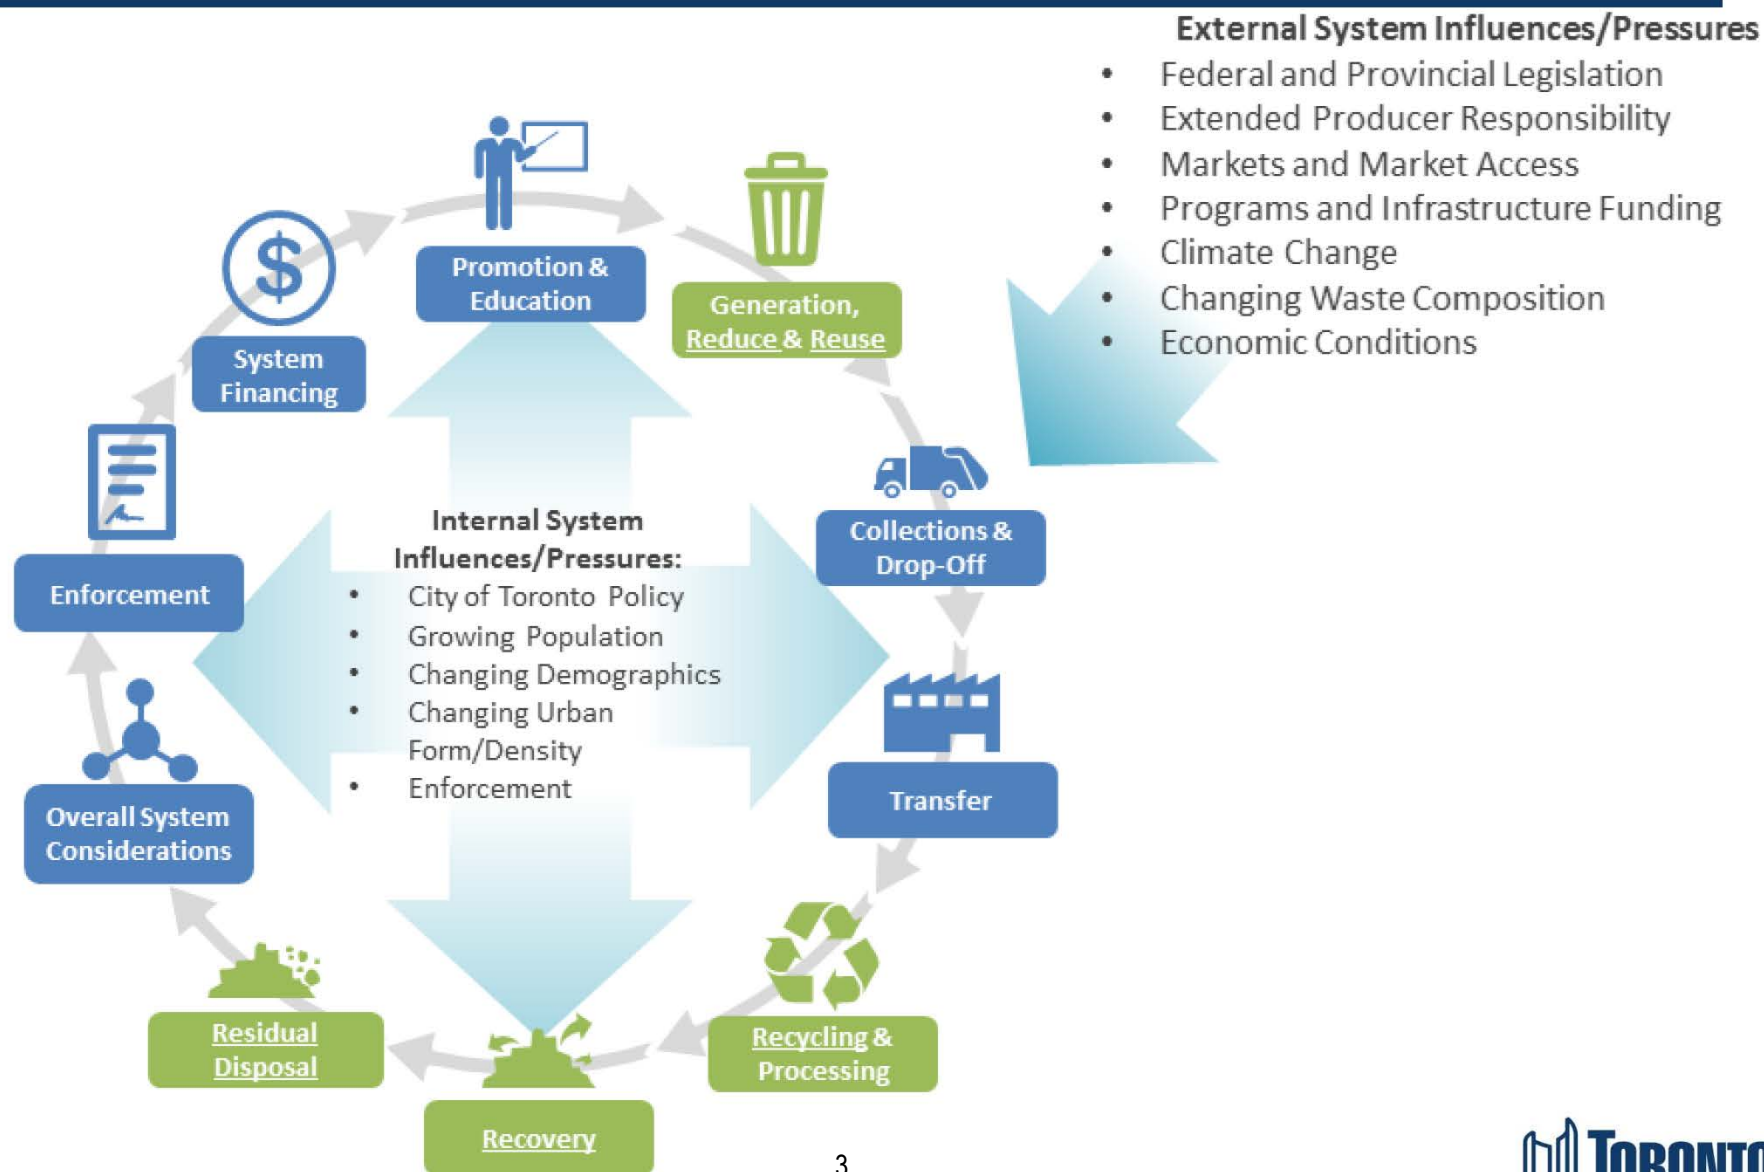 External System Influences/Pressures
• Federal and Provincial Legislation
• Extended Producer Responsibility
• Markets and Market Access
• Programs and Infrastructure Funding
• Climate Change
• Changing Waste Composition
• Economic Conditions
Promotion &
Education
Generation,
Reduce & Reuse
System
Financing
Collections &
Drop-Off
Enforcement
Internal System
Influences/Pressures:
• City of Toronto Policy
• Growing Population
• Changing Demographics
• Changing Urban
Form/Density
• Enforcement
Transfer
Overall System
Considerations
Recycling &
Processing
Residual
Disposal
Recovery
3
TORONTO